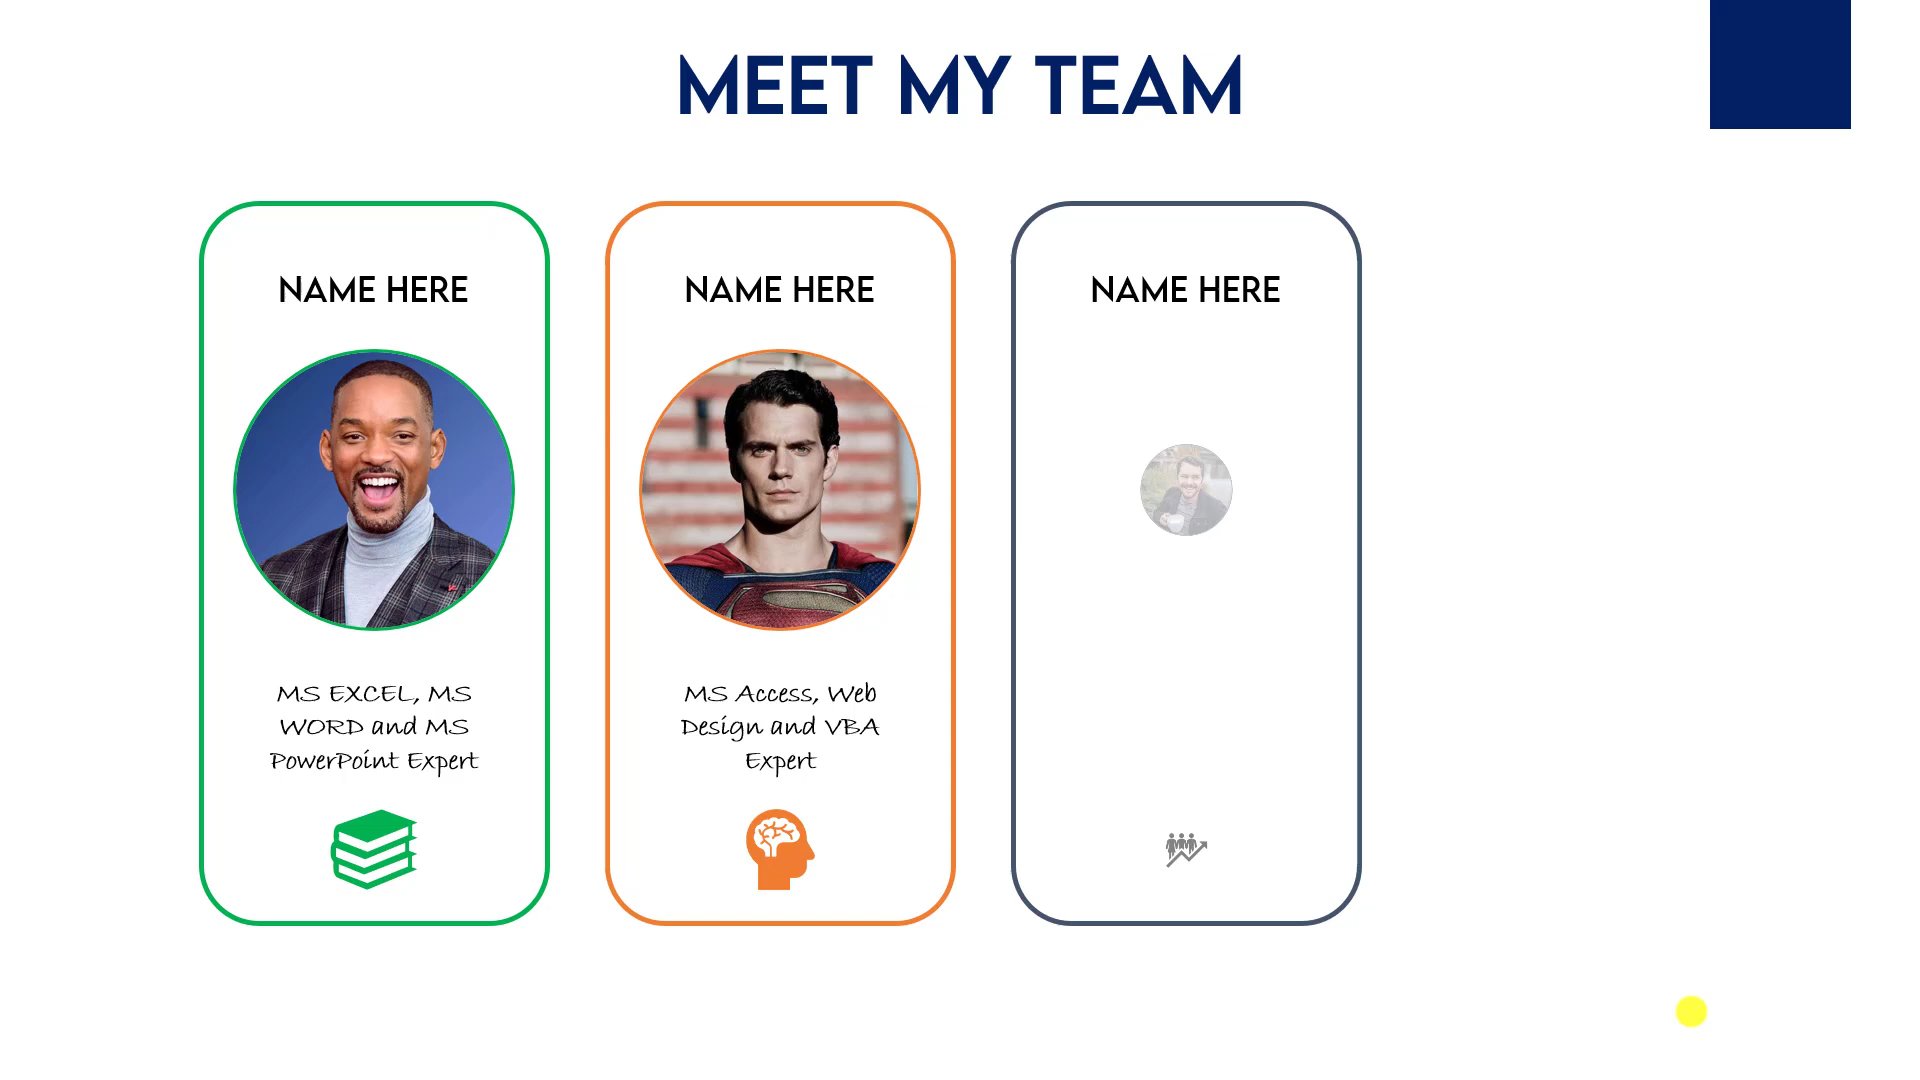 MEET MY TEAM
NAME HERE
MS EXCEL, MS
WORD and MS
PowerPoint Expert
NAME HERE
MS Access, Web
Design and VBA
Expert
NAME HERE